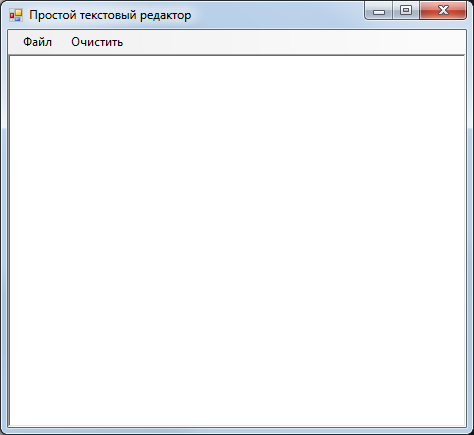 Простой текстовый редактор
Файл Очистить